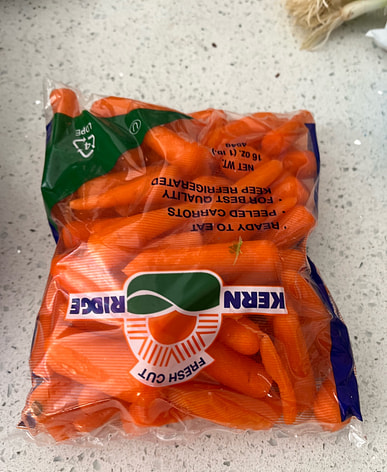 FRESH CUT
KERN RIDGE
• READY TO EAT
• PEELED CARROTS
• FOR BEST QUALITY
KEEP REFRIGERATED
NET WT.
16 OZ. (1 lb.)
4
LDPE
U